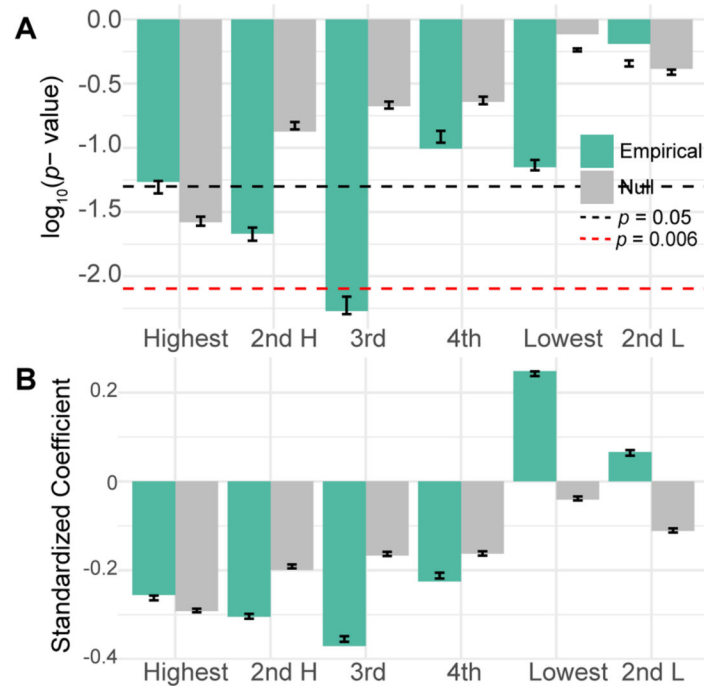 A
0.0
-0.5
-1.0
-1.5
-2.0
log₁₀(p− value)
Empirical
Null
p = 0.05
p = 0.006
Highest 2nd H 3rd 4th Lowest 2nd L
B
0.2
0
-0.2
-0.4
Standardized Coefficient
Highest 2nd H 3rd 4th Lowest 2nd L